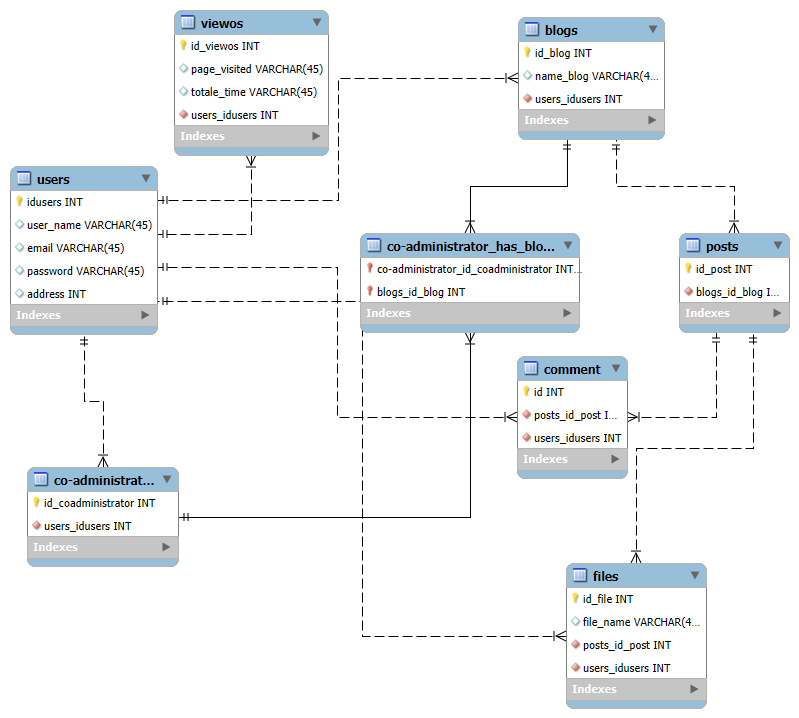 viewos
id_viewos INT
page_visited VARCHAR(45)
totale_time VARCHAR(45)
users_idusers INT
Indexes
blogs
id_blog INT
name_blog VARCHAR(4...
users_idusers INT
Indexes
users
idusers INT
user_name VARCHAR(45)
email VARCHAR(45)
password VARCHAR(45)
address INT
Indexes
co-administrator_has_blo...
co-administrator_id_coadministrator INT...
blogs_id_blog INT
Indexes
posts
id_post INT
blogs_id_blog I...
Indexes
comment
id INT
posts_id_post I...
users_idusers INT
Indexes
co-administrat...
id_coadministrator INT
users_idusers INT
Indexes
files
id_file INT
file_name VARCHAR(4...
posts_id_post INT
users_idusers INT
Indexes